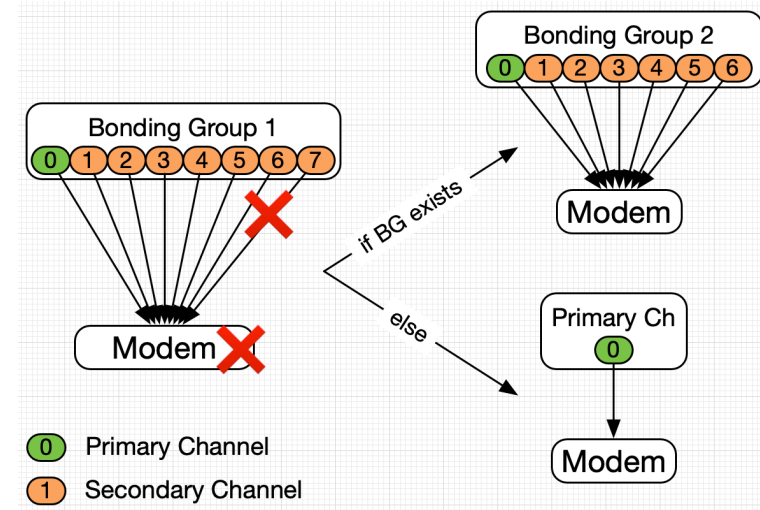 Bonding Group 1
0 1 2 3 4 5 6 7
Modem
if BG exists
else
Bonding Group 2
0 1 2 3 4 5 6
Modem
Primary Ch
0
Modem
0 Primary Channel
1 Secondary Channel